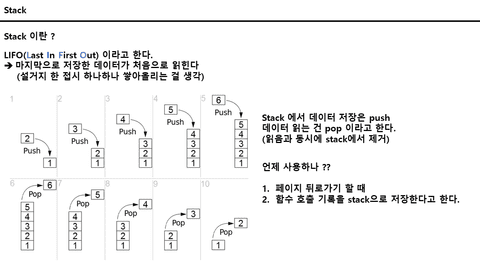 Stack
Stack 이란 ?
LIFO(Last In First Out) 이라고 한다.
➔ 마지막으로 저장한 데이터가 처음으로 읽힌다
(설거지 한 접시 하나하나 쌓아올리는 걸 생각)
1 2 3 4 5
2 Push 1
3 Push 2 1
4 Push 3 2 1
5 Push 4 3 2 1
6 Push 5 4 3 2 1
Stack 에서 데이터 저장은 push
데이터 읽는 건 pop 이라고 한다.
(읽음과 동시에 stack에서 제거)
언제 사용하나 ??
1. 페이지 뒤로가기 할 때
2. 함수 호출 기록을 stack으로 저장한다고 한다.
6 7 8 9 10
6 Pop 5 4 3 2 1
5 Pop 4 3 2 1
4 Pop 3 2 1
3 Pop 2 1
2 Pop 1